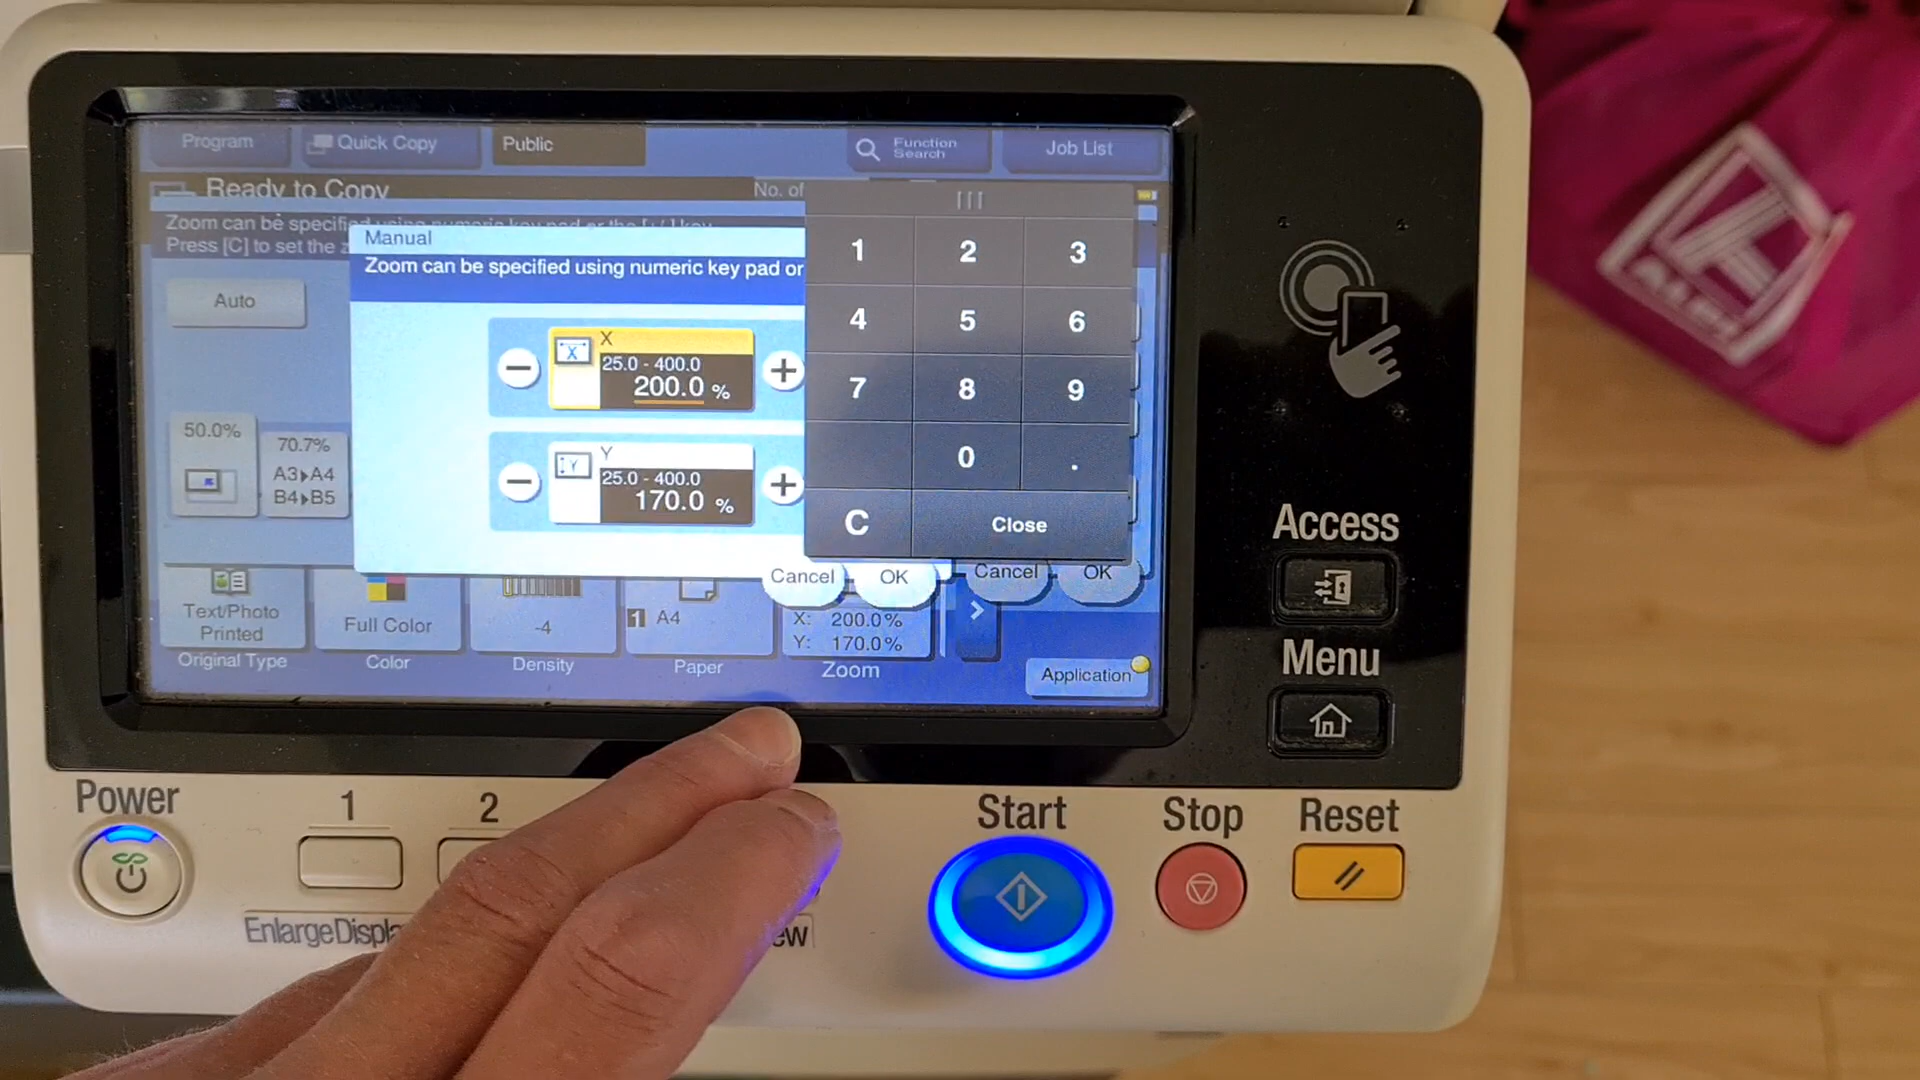 Program
Quick Copy
Public
Function Search
Job List
Ready to Copy
No. of
Zoom can be specified using numeric key pad or the [+/-] key.
Press [C] to set the z
Manual
Zoom can be specified using numeric key pad or
Auto
X
25.0 - 400.0
200.0 %
Y
25.0 - 400.0
170.0 %
1 2 3
4 5 6
7 8 9
0 .
C Close
50.0%
70.7%
A3▸A4
B4▸B5
Cancel OK
Cancel OK
Text/Photo
Printed
Original Type
Full Color
Color
-4
Density
1 A4
Paper
X: 200.0%
Y: 170.0%
Zoom
Application
Access
Menu
Power
1
2
EnlargeDispla
ew
Start
Stop
Reset